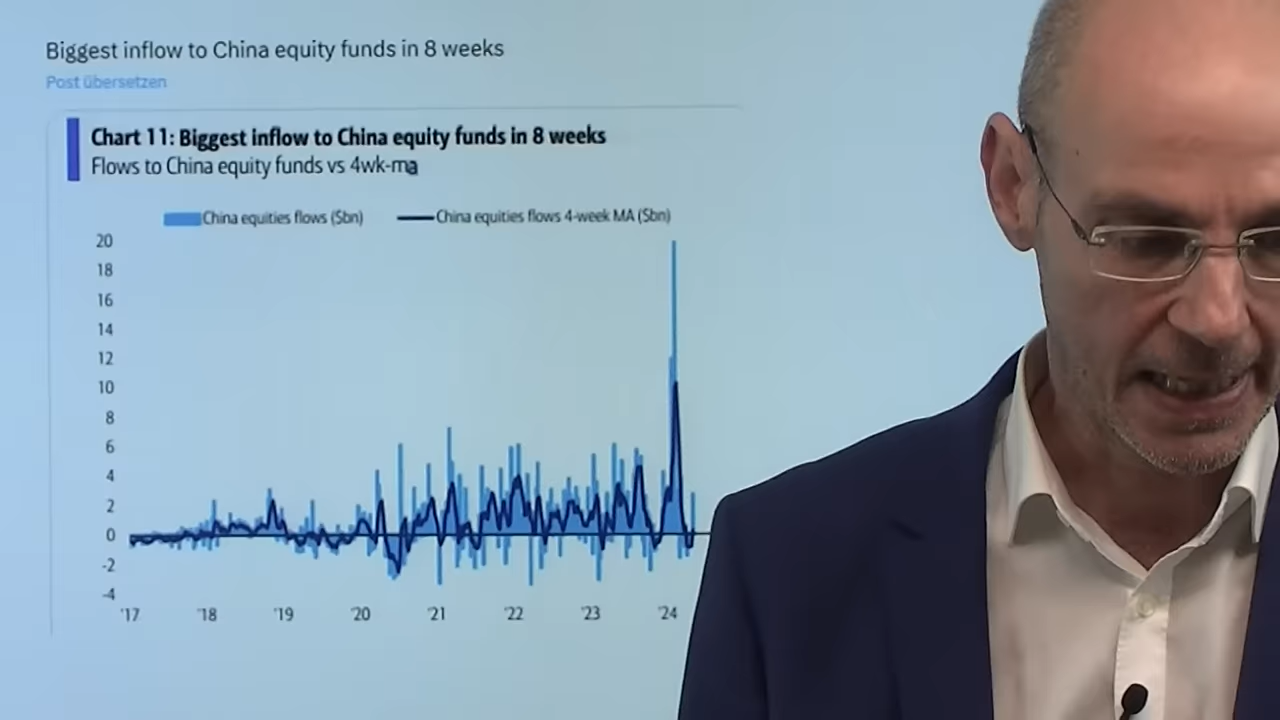 Biggest inflow to China equity funds in 8 weeks
Post übersetzen
Chart 11: Biggest inflow to China equity funds in 8 weeks
Flows to China equity funds vs 4wk-ma
China equities flows ($bn) China equities flows 4-week MA ($bn)
20
18
16
14
12
10
8
6
4
2
0
-2
-4
'17 '18 '19 '20 '21 '22 '23 '24